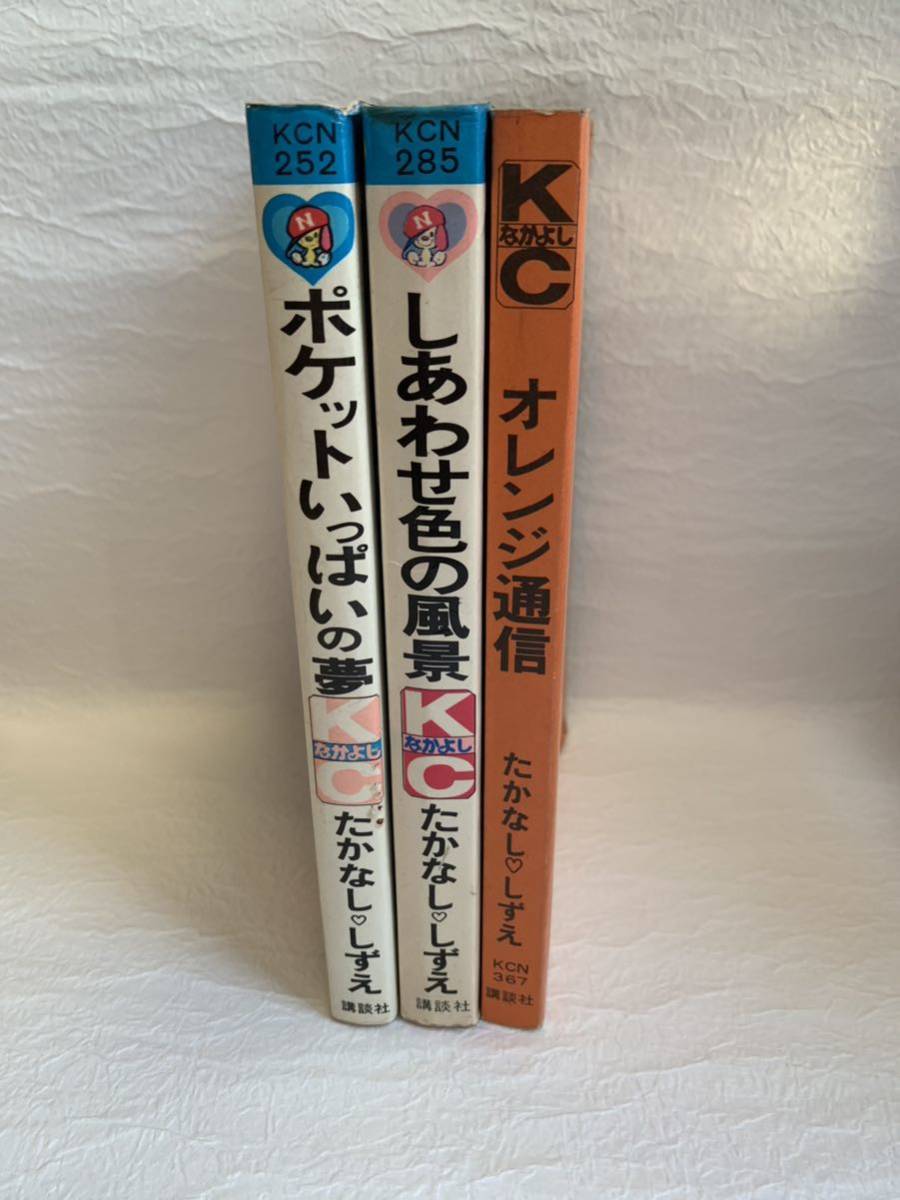 KCN
252
N
ポケットいっぱいの夢
K
なかよし
C
たかなし♡しずえ
講談社
KCN
285
N
しあわせ色の風景
K
なかよし
C
たかなし♡しずえ
講談社
K
なかよし
C
オレンジ通信
たかなし♡しずえ
KCN
367
講談社